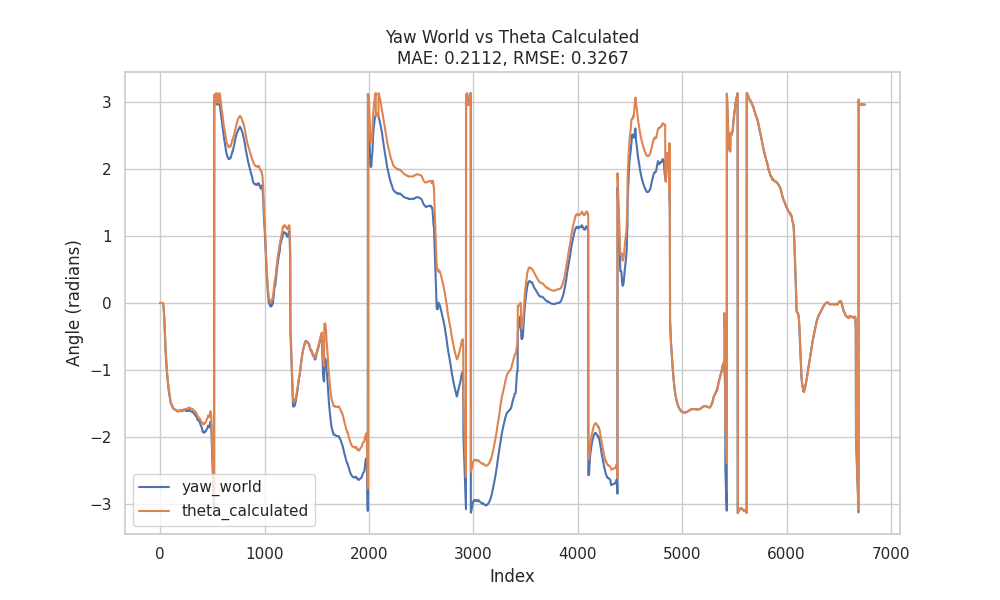 Yaw World vs Theta Calculated
MAE: 0.2112, RMSE: 0.3267
Angle (radians)
3
2
1
0
−1
−2
−3
yaw_world
theta_calculated
0 1000 2000 3000 4000 5000 6000 7000
Index